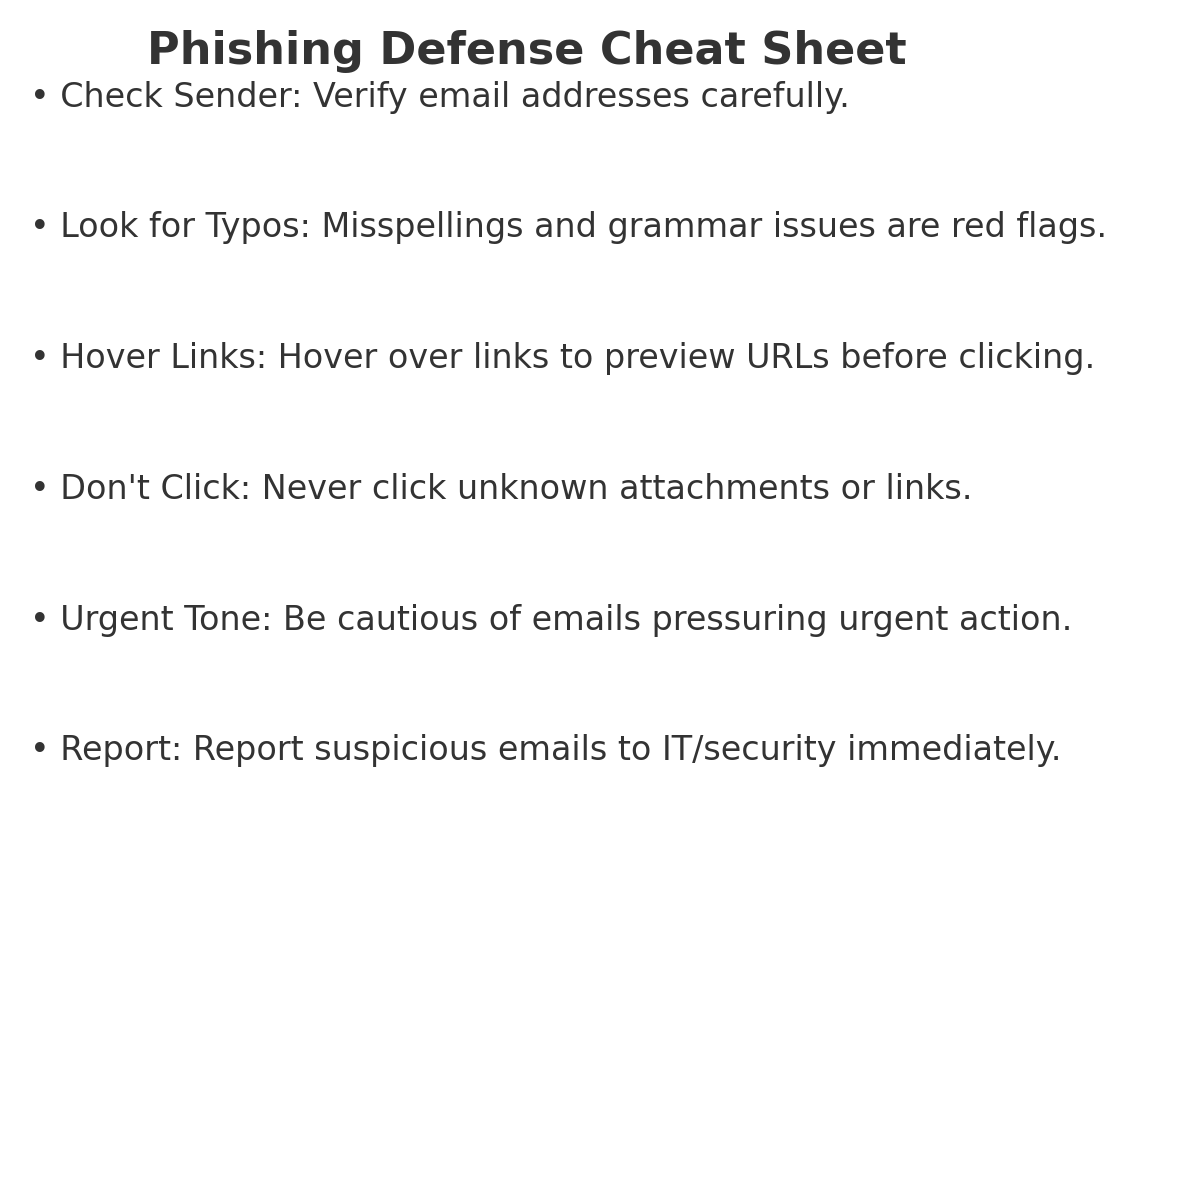 Phishing Defense Cheat Sheet
• Check Sender: Verify email addresses carefully.
• Look for Typos: Misspellings and grammar issues are red flags.
• Hover Links: Hover over links to preview URLs before clicking.
• Don't Click: Never click unknown attachments or links.
• Urgent Tone: Be cautious of emails pressuring urgent action.
• Report: Report suspicious emails to IT/security immediately.